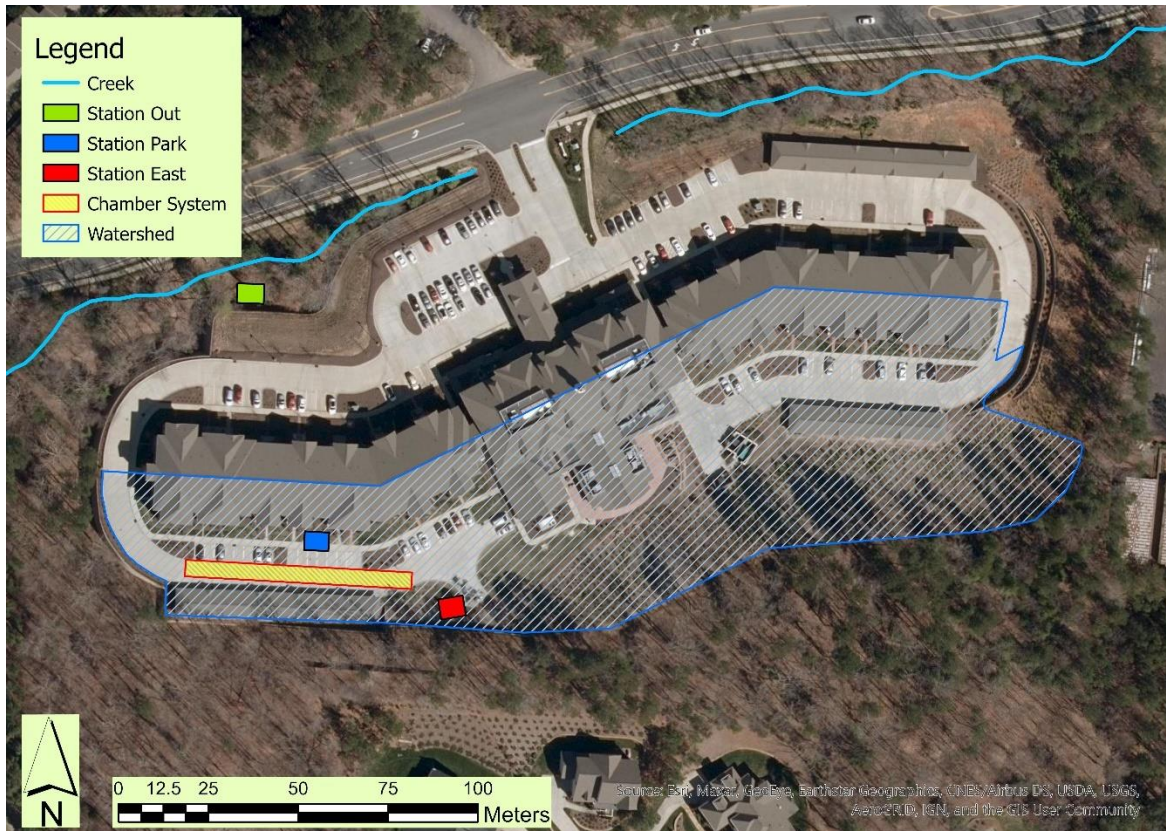 Legend
Creek
Station Out
Station Park
Station East
Chamber System
Watershed
N
0 12.5 25 50 75 100
Meters
Source: Esri, Maxar, GeoEye, Earthstar Geographics, CNES/Airbus DS, USDA, USGS,
AeroGRID, IGN, and the GIS User Community